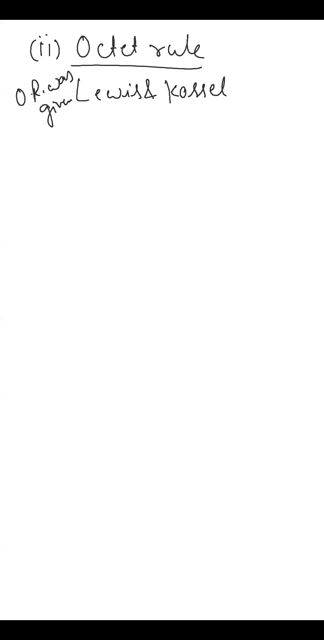 (ii) Octet rule
O R. was given Lewis & Kossel